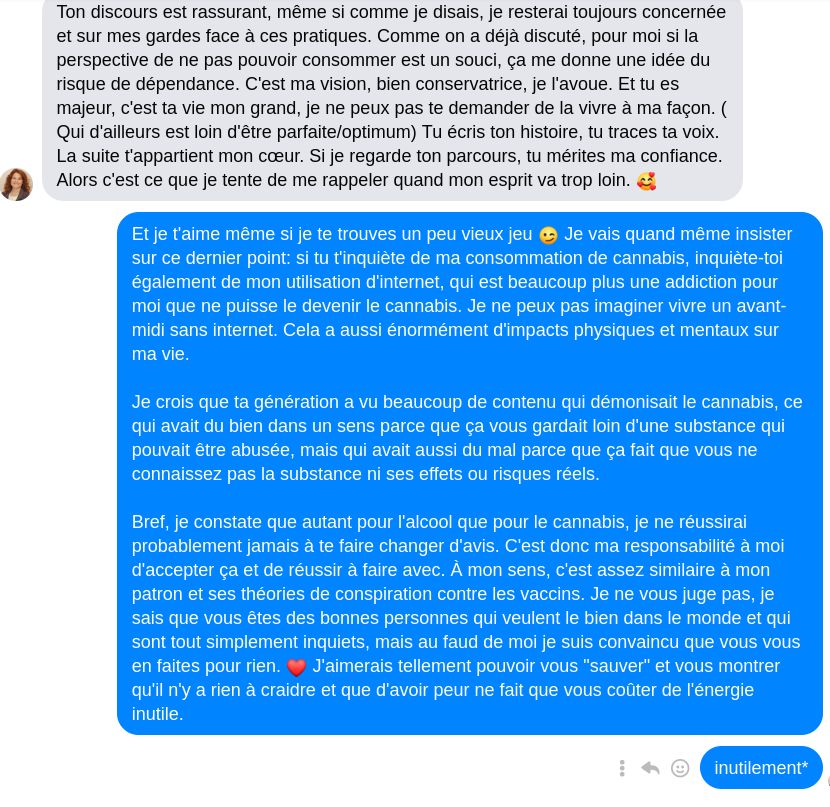 Ton discours est rassurant, même si comme je disais, je resterai toujours concernée
et sur mes gardes face à ces pratiques. Comme on a déjà discuté, pour moi si la
perspective de ne pas pouvoir consommer est un souci, ça me donne une idée du
risque de dépendance. C'est ma vision, bien conservatrice, je l'avoue. Et tu es
majeur, c'est ta vie mon grand, je ne peux pas te demander de la vivre à ma façon. (
Qui d'ailleurs est loin d'être parfaite/optimum) Tu écris ton histoire, tu traces ta voix.
La suite t'appartient mon cœur. Si je regarde ton parcours, tu mérites ma confiance.
Alors c'est ce que je tente de me rappeler quand mon esprit va trop loin. 🥰
Et je t'aime même si je te trouves un peu vieux jeu 😉 Je vais quand même insister
sur ce dernier point: si tu t'inquiète de ma consommation de cannabis, inquiète-toi
également de mon utilisation d'internet, qui est beaucoup plus une addiction pour
moi que ne puisse le devenir le cannabis. Je ne peux pas imaginer vivre un avant-
midi sans internet. Cela a aussi énormément d'impacts physiques et mentaux sur
ma vie.
Je crois que ta génération a vu beaucoup de contenu qui démonisait le cannabis, ce
qui avait du bien dans un sens parce que ça vous gardait loin d'une substance qui
pouvait être abusée, mais qui avait aussi du mal parce que ça fait que vous ne
connaissez pas la substance ni ses effets ou risques réels.
Bref, je constate que autant pour l'alcool que pour le cannabis, je ne réussirai
probablement jamais à te faire changer d'avis. C'est donc ma responsabilité à moi
d'accepter ça et de réussir à faire avec. À mon sens, c'est assez similaire à mon
patron et ses théories de conspiration contre les vaccins. Je ne vous juge pas, je
sais que vous êtes des bonnes personnes qui veulent le bien dans le monde et qui
sont tout simplement inquiets, mais au faud de moi je suis convaincu que vous vous
en faites pour rien. ❤️ J'aimerais tellement pouvoir vous "sauver" et vous montrer
qu'il n'y a rien à craidre et que d'avoir peur ne fait que vous coûter de l'énergie
inutile.
inutilement*